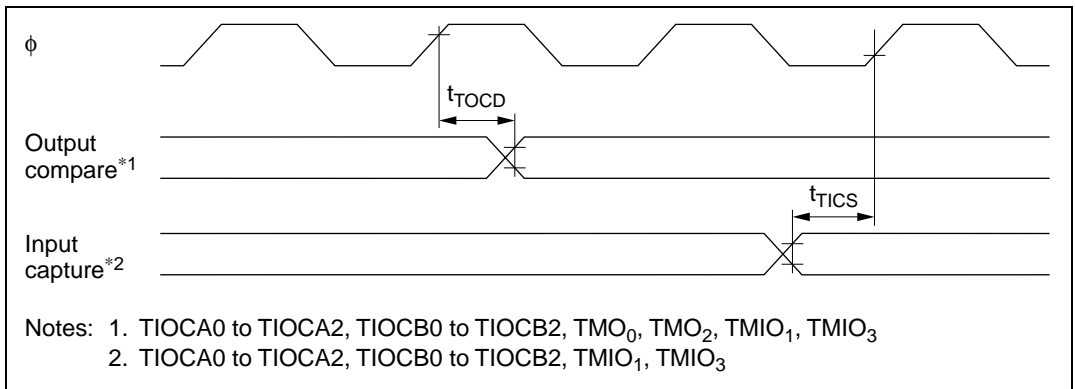 ϕ
tTOCD
Output
compare*1
tTICS
Input
capture*2
Notes: 1. TIOCA0 to TIOCA2, TIOCB0 to TIOCB2, TMO0, TMO2, TMIO1, TMIO3
2. TIOCA0 to TIOCA2, TIOCB0 to TIOCB2, TMIO1, TMIO3